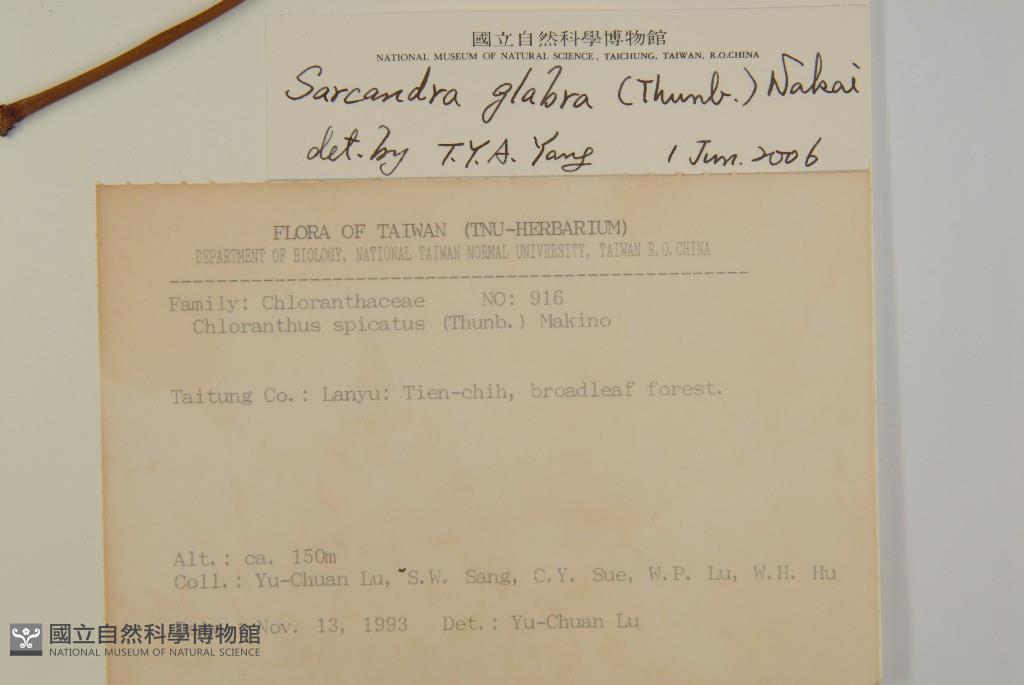 國立自然科學博物館
NATIONAL MUSEUM OF NATURAL SCIENCE, TAICHUNG, TAIWAN, R.O.CHINA
Sarcandra glabra (Thunb.) Nakai
det. by T.Y.A. Yang 1 Jun. 2006
FLORA OF TAIWAN (TNU-HERBARIUM)
DEPARTMENT OF BIOLOGY, NATIONAL TAIWAN NORMAL UNIVERSITY, TAIWAN R.O.CHINA
Family: Chloranthaceae NO: 916
Chloranthus spicatus (Thunb.) Makino
Taitung Co.: Lanyu: Tien-chih, broadleaf forest.
Alt.: ca. 150m
Coll.: Yu-Chuan Lu, S.W. Sang, C.Y. Sue, W.P. Lu, W.H. Hu
Nov. 13, 1993 Det.: Yu-Chuan Lu
國立自然科學博物館
NATIONAL MUSEUM OF NATURAL SCIENCE